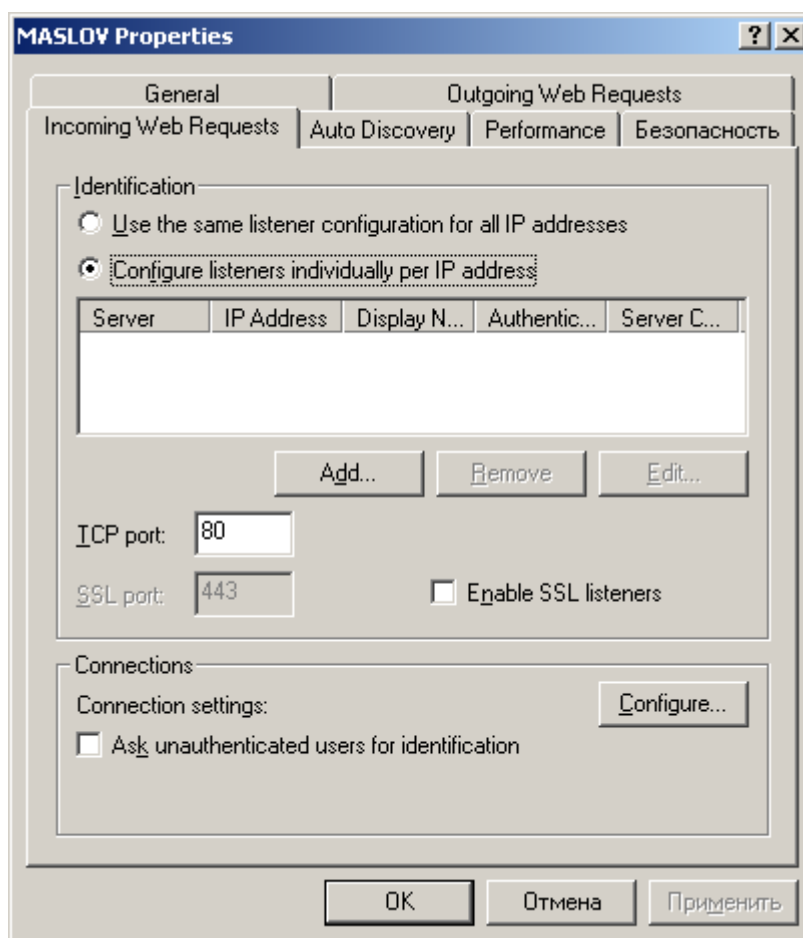 MASLOV Properties
General Outgoing Web Requests
Incoming Web Requests Auto Discovery Performance Безопасность
Identification
Use the same listener configuration for all IP addresses
Configure listeners individually per IP address
Server IP Address Display N... Authentic... Server C...
Add... Remove Edit...
TCP port: 80
SSL port: 443 Enable SSL listeners
Connections
Connection settings: Configure...
Ask unauthenticated users for identification
OK Отмена Применить